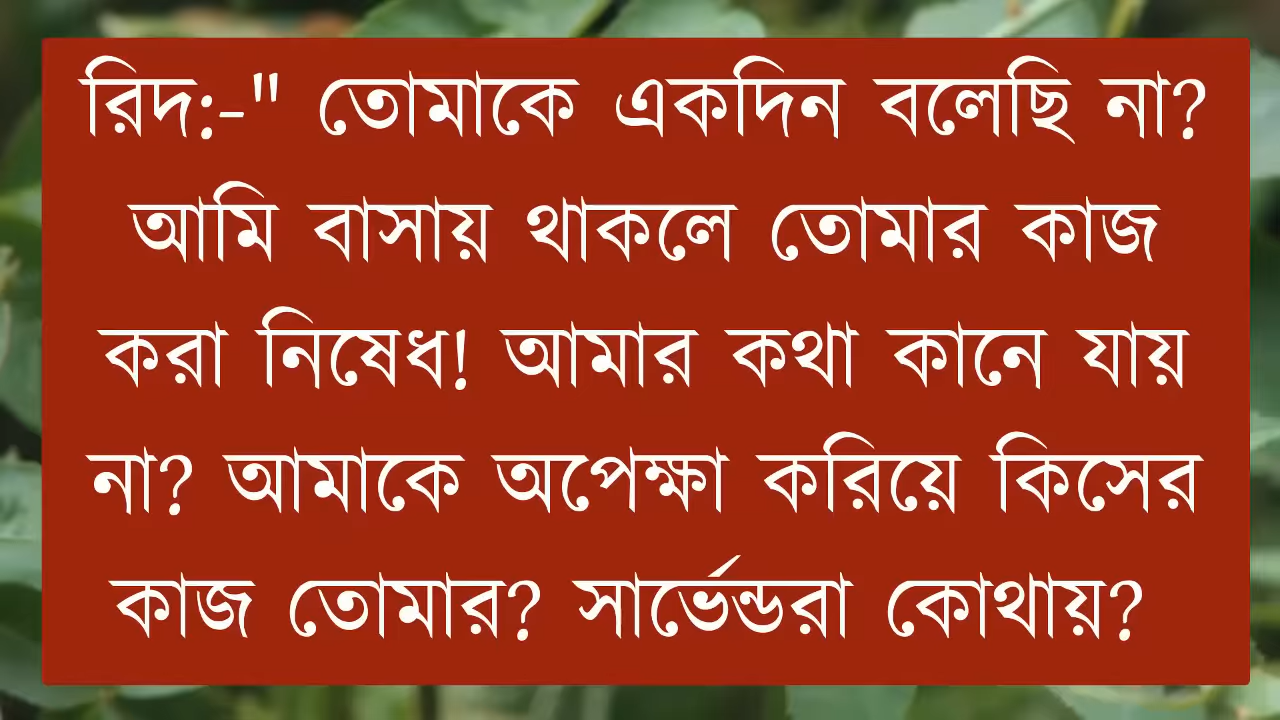 রিদ:-" তোমাকে একদিন বলেছি না?
আমি বাসায় থাকলে তোমার কাজ
করা নিষেধ! আমার কথা কানে যায়
না? আমাকে অপেক্ষা করিয়ে কিসের
কাজ তোমার? সার্ভেন্ডরা কোথায়?